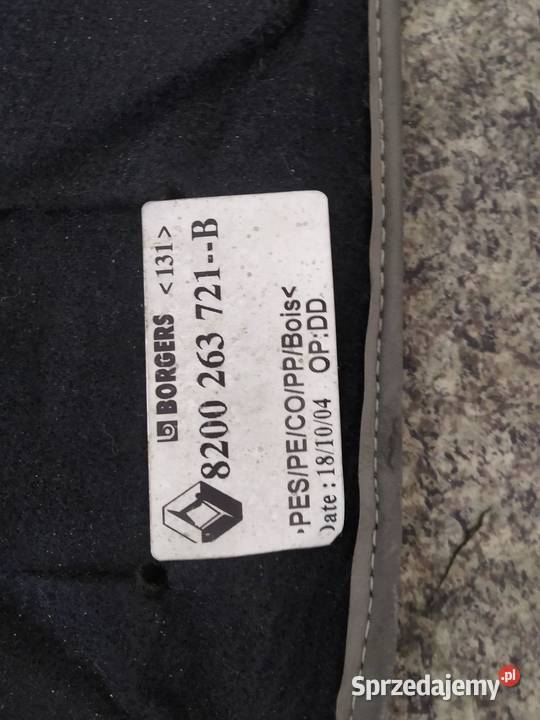 BORGERS <131>
8200 263 721--B
PES/PE/CO/PP/Bois<
Date : 18/10/04 OP:DD
Sprzedajemy.pl